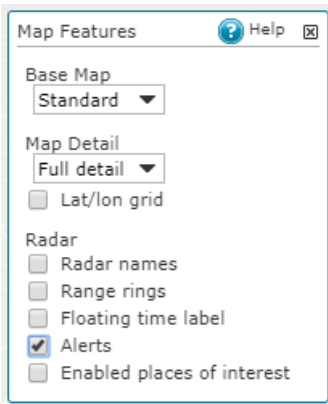 Map Features Help
Base Map
Standard
Map Detail
Full detail
Lat/lon grid
Radar
Radar names
Range rings
Floating time label
Alerts
Enabled places of interest